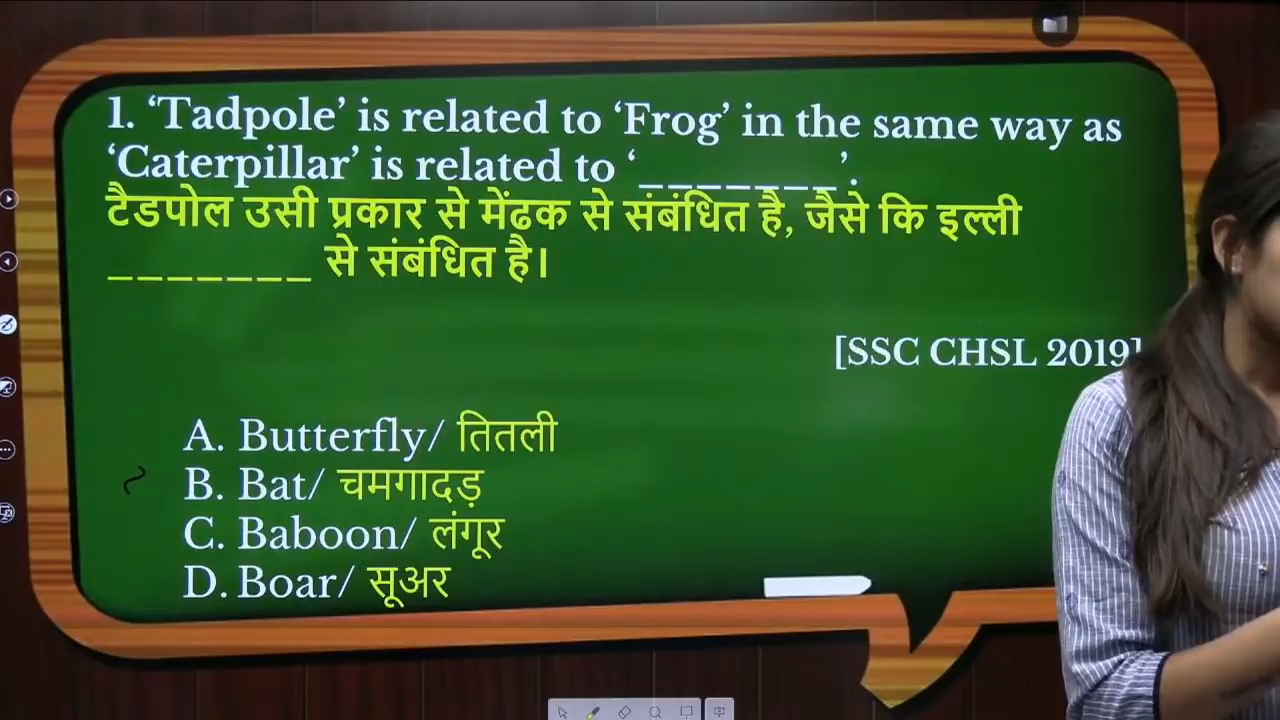 1. ‘Tadpole’ is related to ‘Frog’ in the same way as
‘Caterpillar’ is related to ‘_______’.
टैडपोल उसी प्रकार से मेंढक से संबंधित है, जैसे कि इल्ली
_______ से संबंधित है।
[SSC CHSL 2019]
A. Butterfly/ तितली
B. Bat/ चमगादड़
C. Baboon/ लंगूर
D. Boar/ सूअर